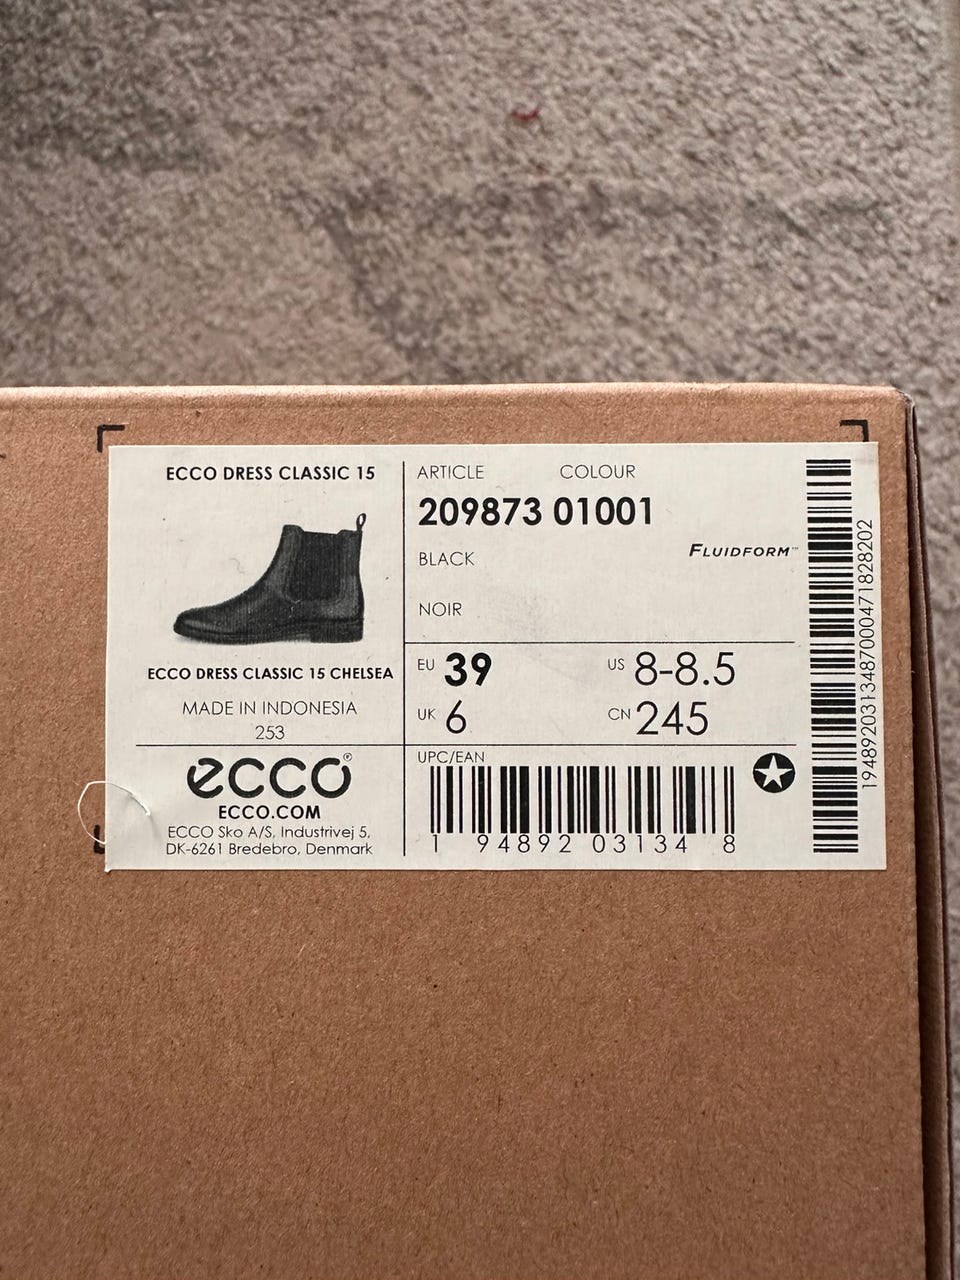 ECCO DRESS CLASSIC 15
ECCO DRESS CLASSIC 15 CHELSEA
MADE IN INDONESIA
253
ecco®
ECCO.COM
ECCO Sko A/S, Industrivej 5,
DK-6261 Bredebro, Denmark
ARTICLE COLOUR
209873 01001
BLACK
FLUIDFORM™
NOIR
EU 39 US 8-8.5
UK 6 CN 245
UPC/EAN
1 94892 03134 8
1948920313487000471828202